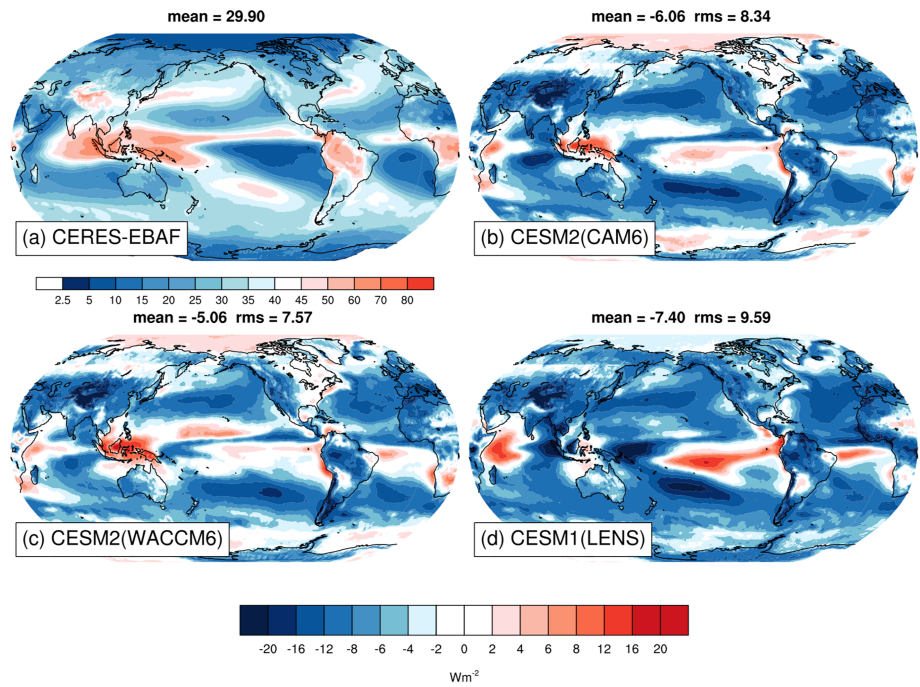 mean = 29.90
mean = -6.06 rms = 8.34
(a) CERES-EBAF
(b) CESM2(CAM6)
2.5 5 10 15 20 25 30 35 40 45 50 60 70 80
mean = -5.06 rms = 7.57
mean = -7.40 rms = 9.59
(c) CESM2(WACCM6)
(d) CESM1(LENS)
-20 -16 -12 -8 -6 -4 -2 0 2 4 6 8 12 16 20
Wm⁻²